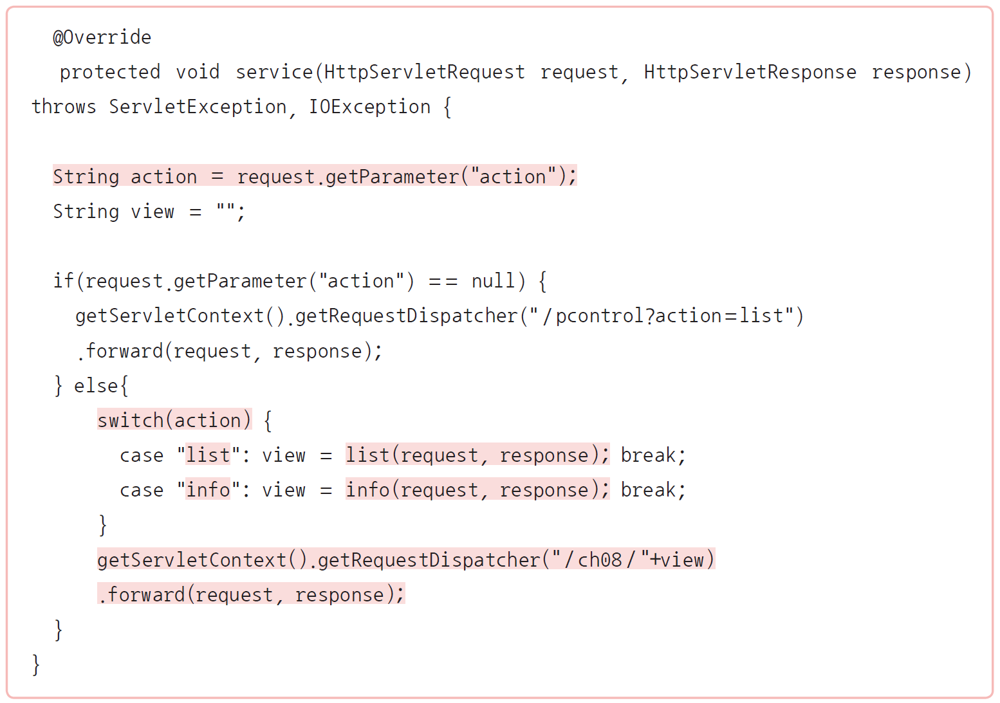 @Override
protected void service(HttpServletRequest request, HttpServletResponse response)
throws ServletException, IOException {
String action = request.getParameter("action");
String view = "";
if(request.getParameter("action") == null) {
getServletContext().getRequestDispatcher("/pcontrol?action=list")
.forward(request, response);
} else{
switch(action) {
case "list": view = list(request, response); break;
case "info": view = info(request, response); break;
}
getServletContext().getRequestDispatcher("/ch08/"+view)
.forward(request, response);
}
}